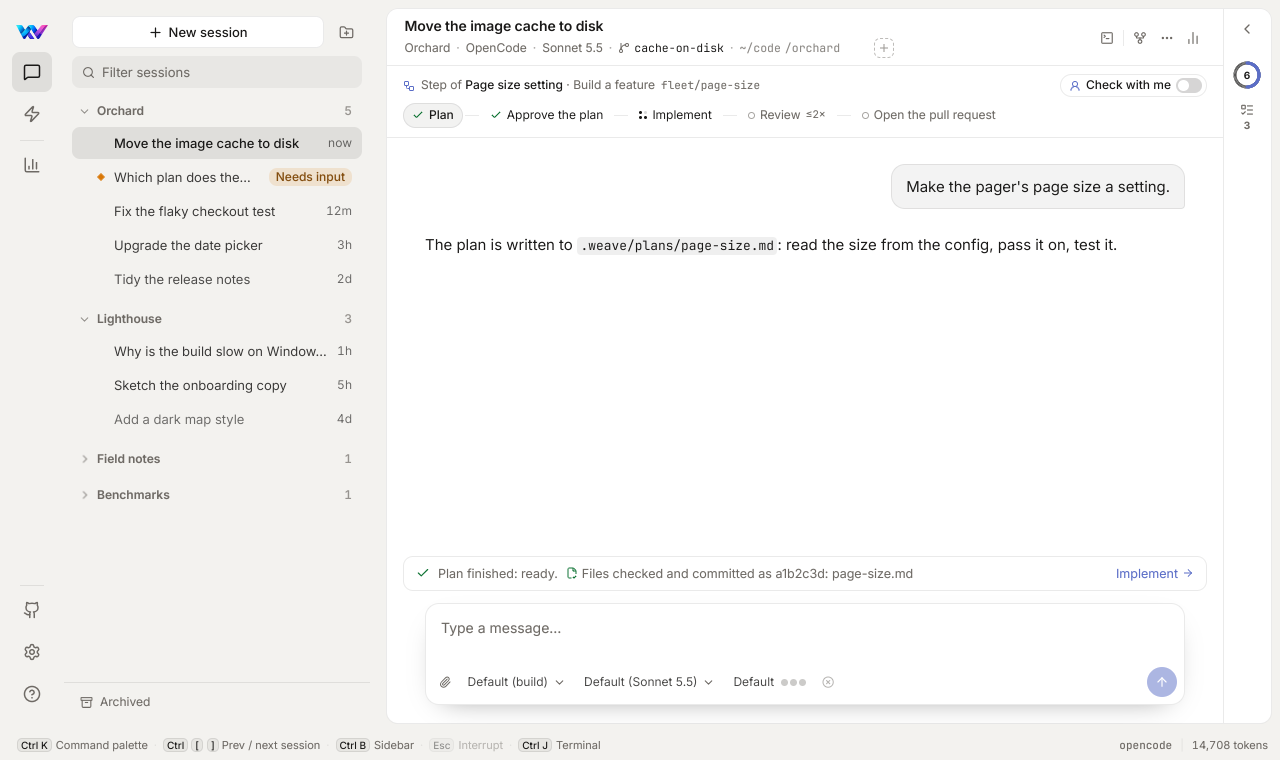 New session
Filter sessions
Orchard 5
Move the image cache to disk now
Which plan does the... Needs input
Fix the flaky checkout test 12m
Upgrade the date picker 3h
Tidy the release notes 2d
Lighthouse 3
Why is the build slow on Window... 1h
Sketch the onboarding copy 5h
Add a dark map style 4d
Field notes 1
Benchmarks 1
Archived
Move the image cache to disk
Orchard · OpenCode · Sonnet 5.5 · cache-on-disk · ~/code/orchard
Step of Page size setting · Build a feature fleet/page-size
Check with me
Plan Approve the plan Implement Review ≤2× Open the pull request
Make the pager's page size a setting.
The plan is written to .weave/plans/page-size.md: read the size from the config, pass it on, test it.
Plan finished: ready. Files checked and committed as a1b2c3d: page-size.md Implement
Type a message...
Default (build) Default (Sonnet 5.5) Default
6
3
Ctrl K Command palette · Ctrl [ ] Prev / next session · Ctrl B Sidebar · Esc Interrupt · Ctrl J Terminal
opencode 14,708 tokens